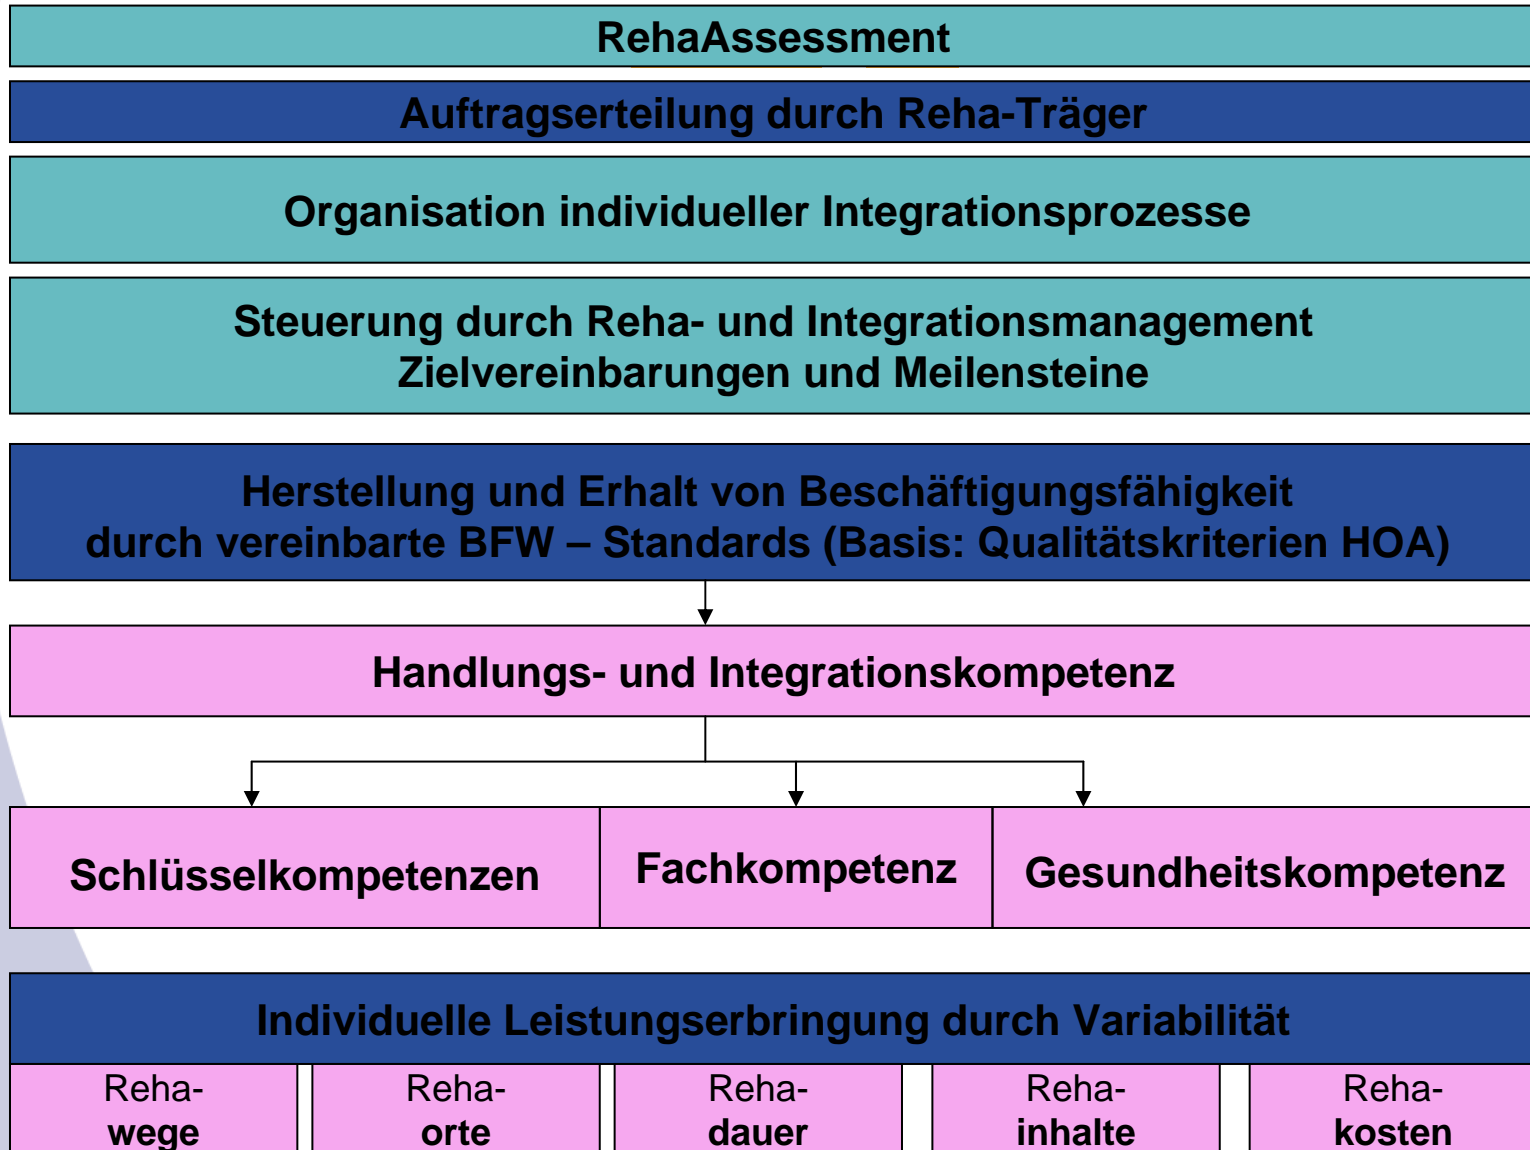 RehaAssessment
Auftragserteilung durch Reha-Träger
Organisation individueller Integrationsprozesse
Steuerung durch Reha- und Integrationsmanagement
Zielvereinbarungen und Meilensteine
Herstellung und Erhalt von Beschäftigungsfähigkeit
durch vereinbarte BFW – Standards (Basis: Qualitätskriterien HOA)
Handlungs- und Integrationskompetenz
Schlüsselkompetenzen
Fachkompetenz
Gesundheitskompetenz
Individuelle Leistungserbringung durch Variabilität
Reha-
wege
Reha-
orte
Reha-
dauer
Reha-
inhalte
Reha-
kosten